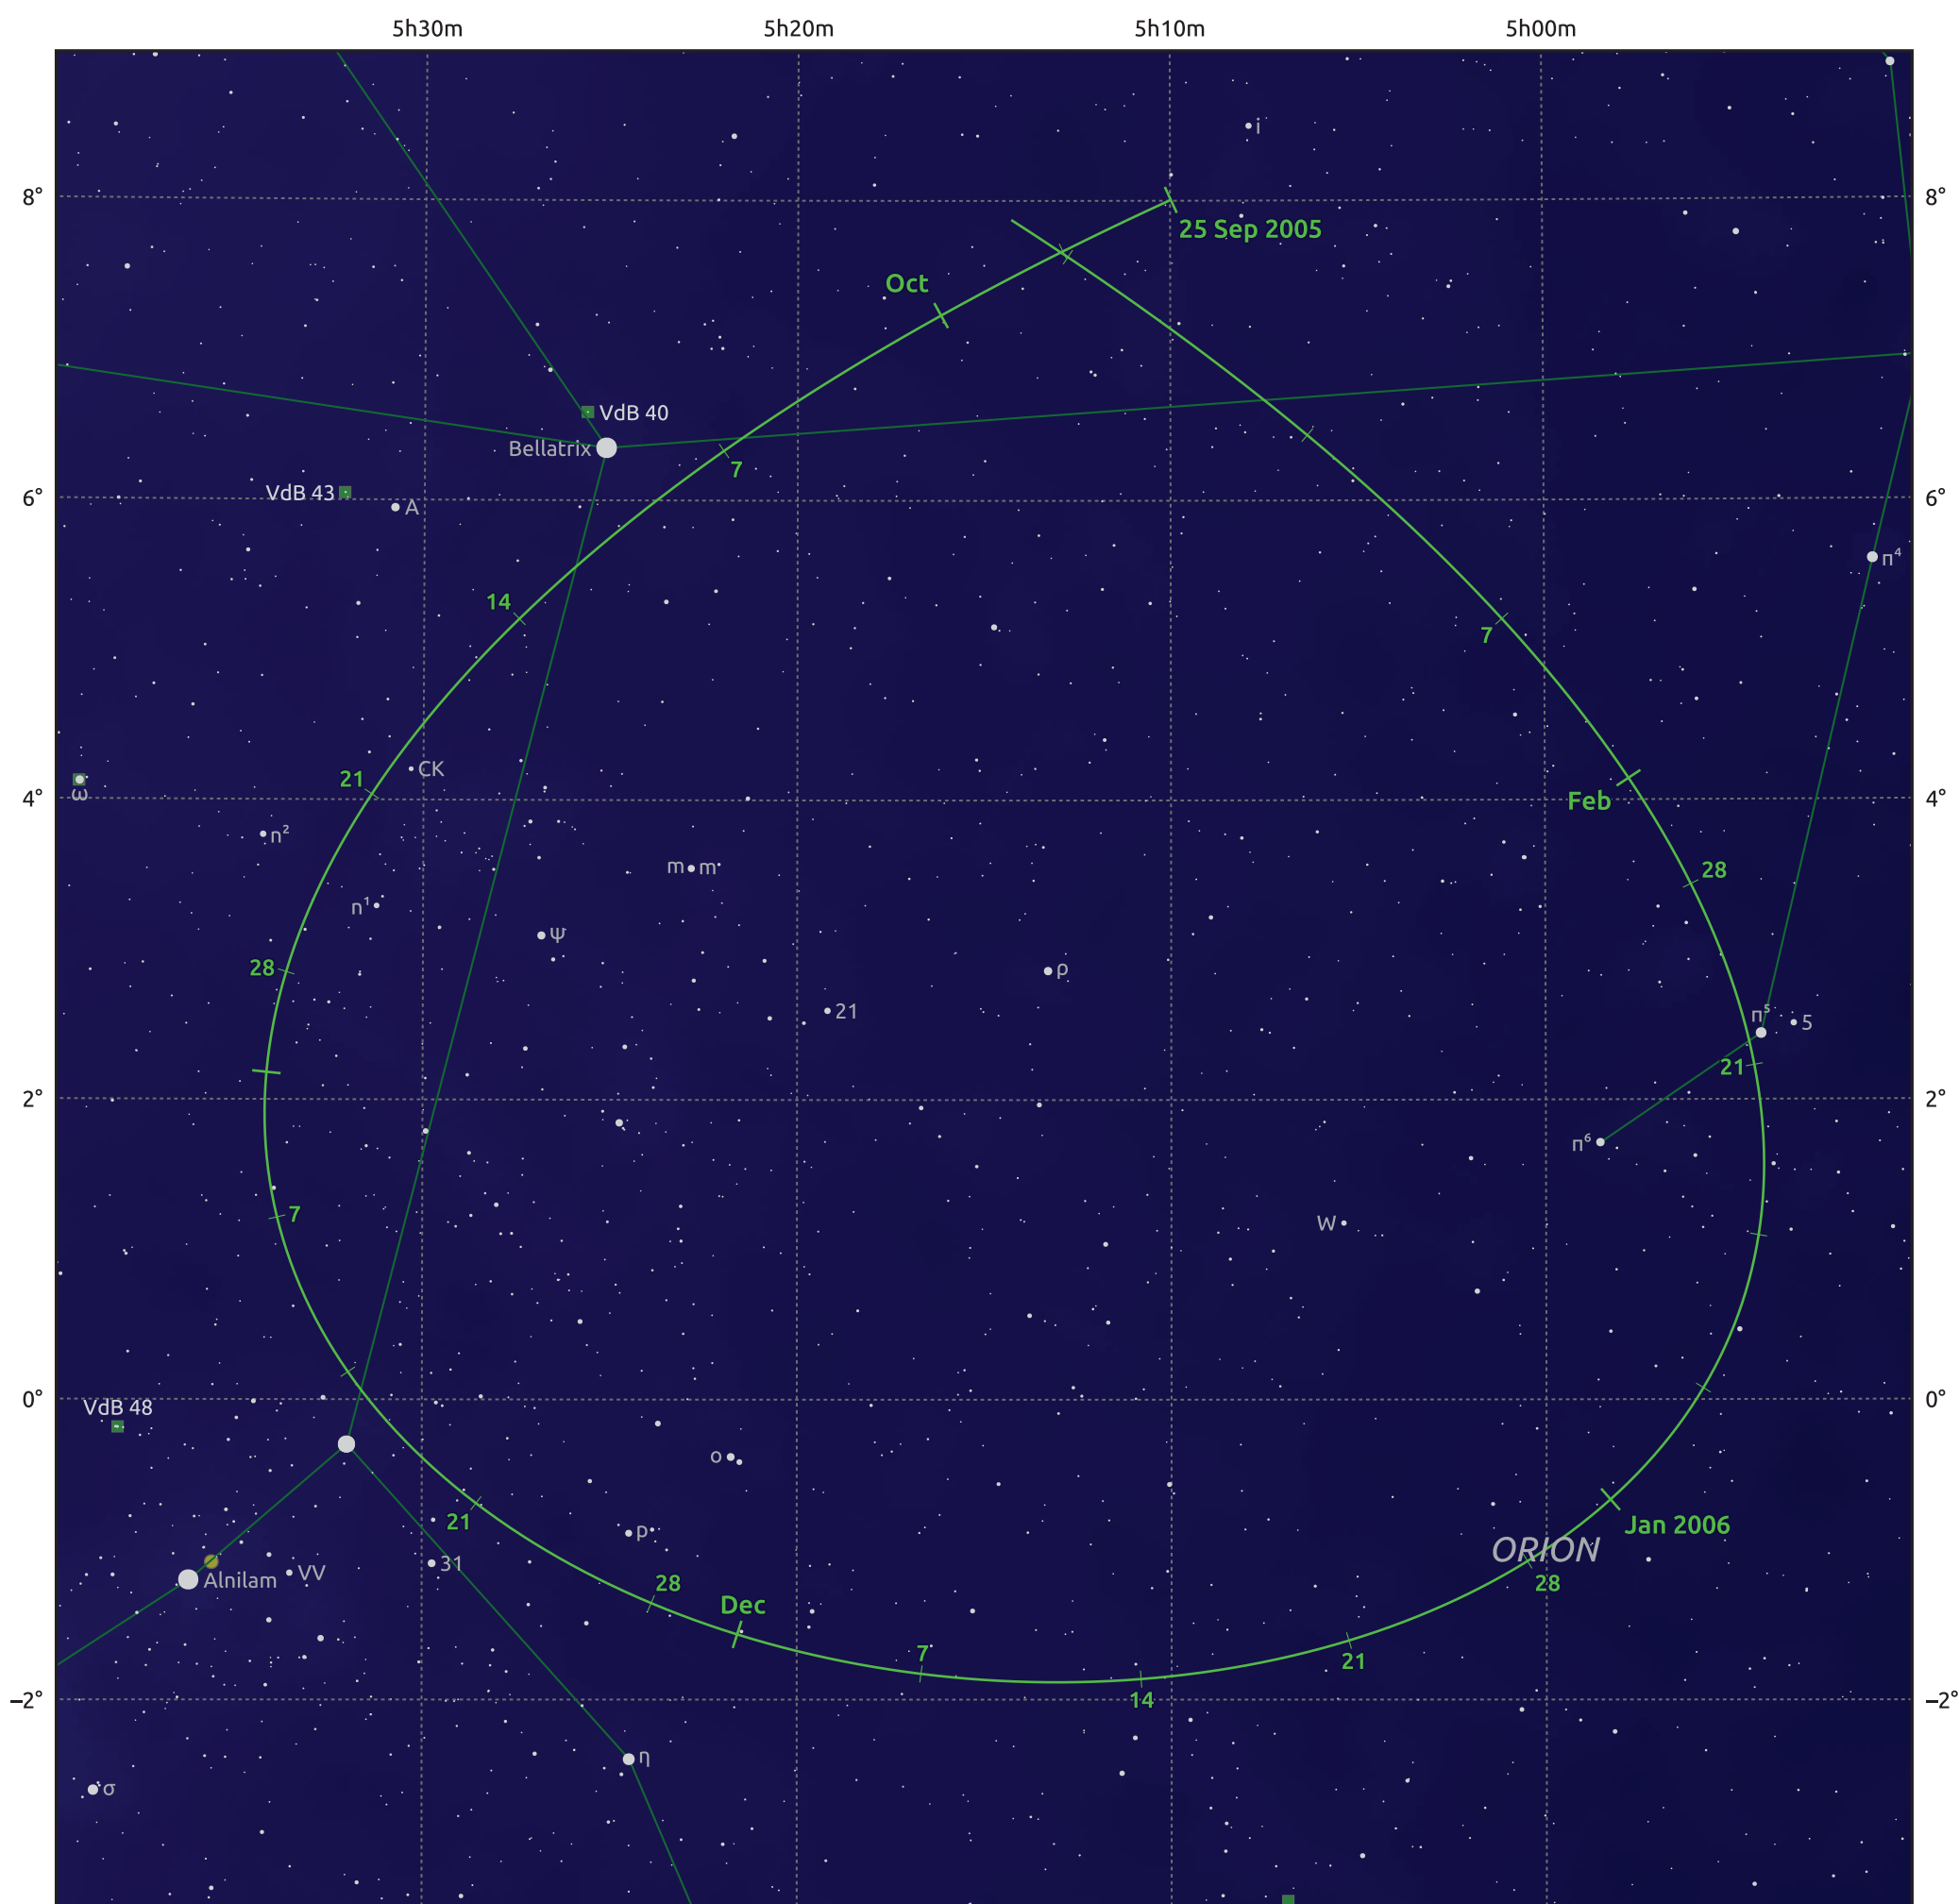 5h30m 5h20m 5h10m 5h00m
i
8° 8°
25 Sep 2005
Oct
VdB 40
Bellatrix
7
VdB 43
A
6° 6°
π⁴
14
7
21
CK
4° 4°
Feb
ω
n²
m m
28
n¹
ψ
28
ρ
21
π⁵
5
21
2° 2°
π⁶
7
W
0° 0°
VdB 48
o
21
p
Jan 2006
ORION
31
VV
Alnilam
28
28
Dec
7
21
14
−2° −2°
η
σ